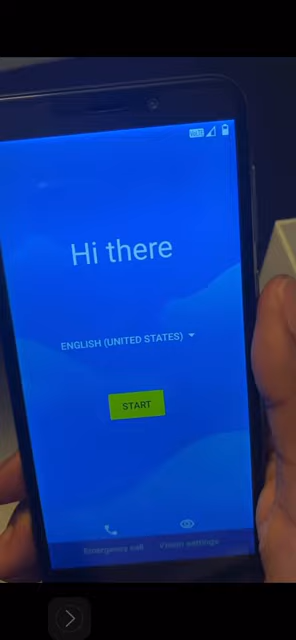 Hi there
ENGLISH (UNITED STATES)
START
Emergency call
Vision settings